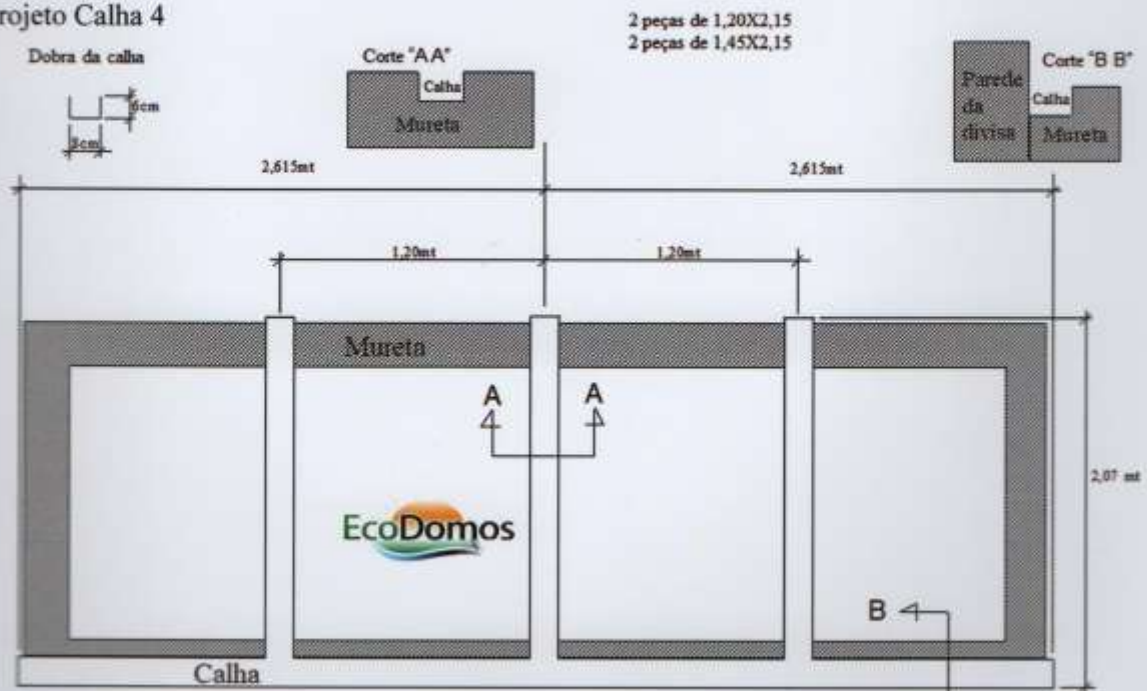 rojeto Calha 4
2 peças de 1,20X2,15
2 peças de 1,45X2,15
Dobra da calha
Corte "A A"
Corte "B B"
6cm
8cm
Calha
Mureta
Parede
da
divisa
Calha
Mureta
2,615mt
2,615mt
1,20mt
1,20mt
Mureta
A
A
2,07 mt
EcoDomos
B
Calha